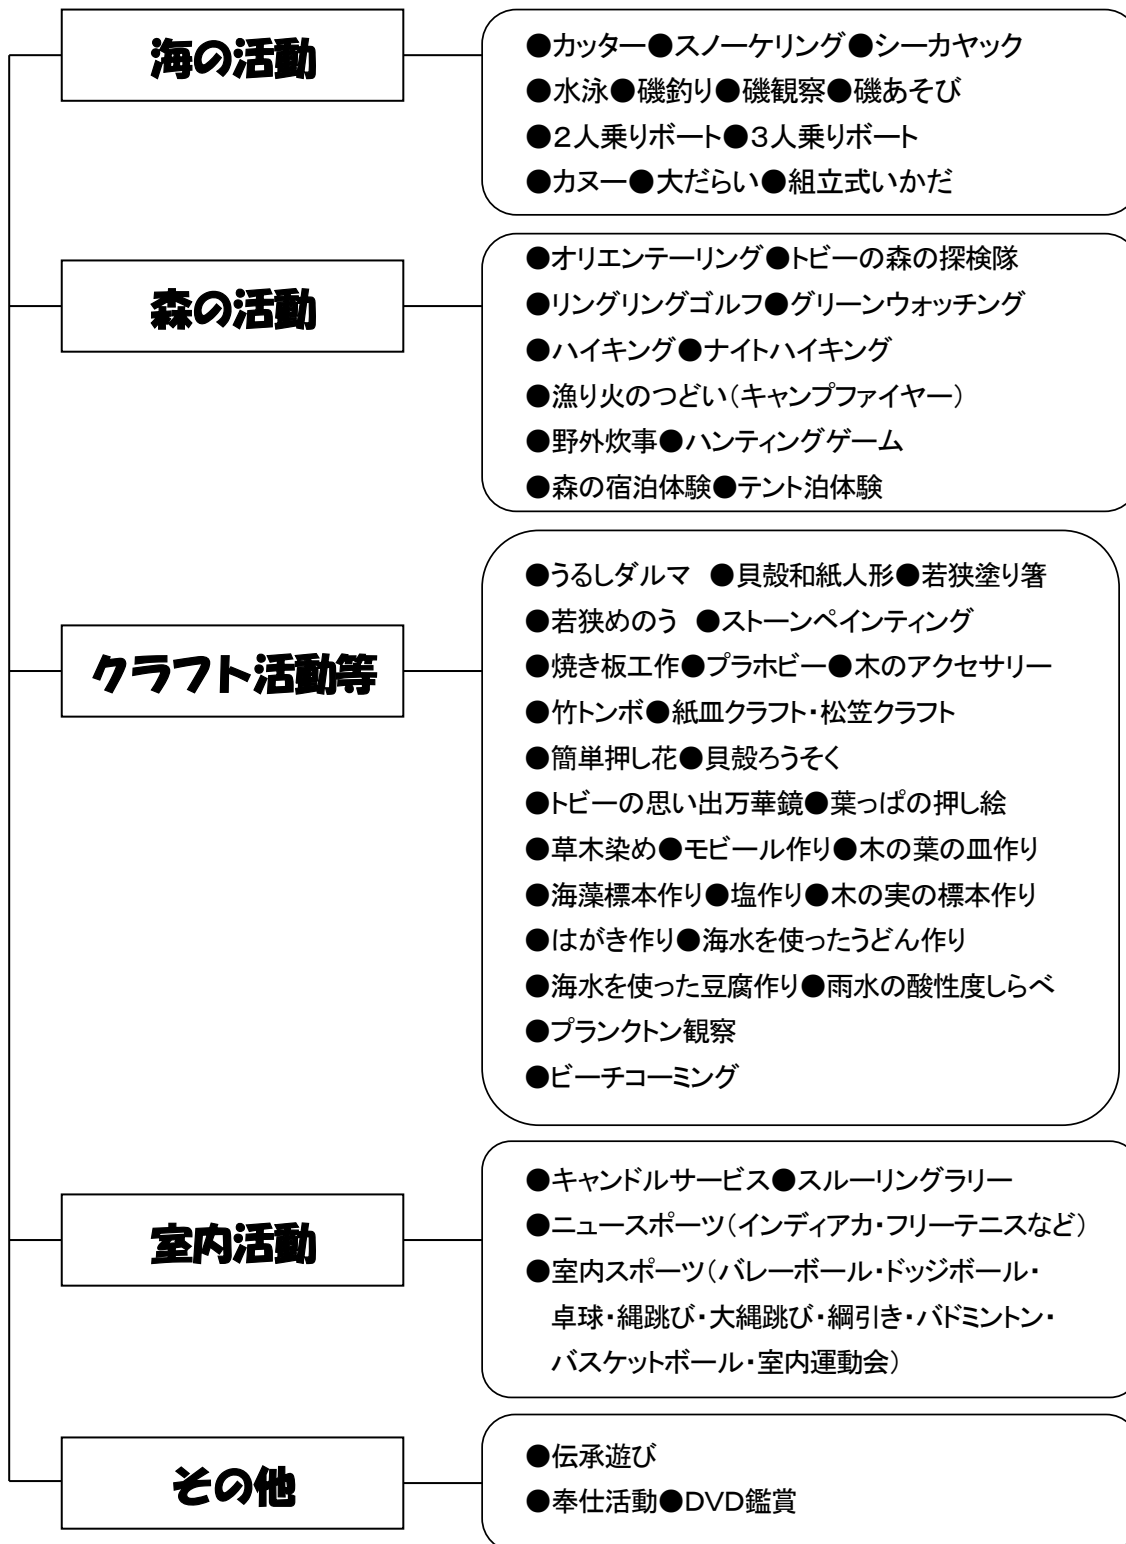 海の活動
●カッター●スノーケリング●シーカヤック
●水泳●磯釣り●磯観察●磯あそび
●２人乗りボート●３人乗りボート
●カヌー●大だらい●組立式いかだ
森の活動
●オリエンテーリング●トビーの森の探検隊
●リングリングゴルフ●グリーンウォッチング
●ハイキング●ナイトハイキング
●漁り火のつどい（キャンプファイヤー）
●野外炊事●ハンティングゲーム
●森の宿泊体験●テント泊体験
クラフト活動等
●うるしダルマ　●貝殻和紙人形●若狭塗り箸
●若狭めのう　●ストーンペインティング
●焼き板工作●プラホビー●木のアクセサリー
●竹トンボ●紙皿クラフト・松笠クラフト
●簡単押し花●貝殻ろうそく
●トビーの思い出万華鏡●葉っぱの押し絵
●草木染め●モビール作り●木の葉の皿作り
●海藻標本作り●塩作り●木の実の標本作り
●はがき作り●海水を使ったうどん作り
●海水を使った豆腐作り●雨水の酸性度しらべ
●プランクトン観察
●ビーチコーミング
室内活動
●キャンドルサービス●スルーリングラリー
●ニュースポーツ（インディアカ・フリーテニスなど）
●室内スポーツ（バレーボール・ドッジボール・
卓球・縄跳び・大縄跳び・綱引き・バドミントン・
バスケットボール・室内運動会）
その他
●伝承遊び
●奉仕活動●ＤＶＤ鑑賞